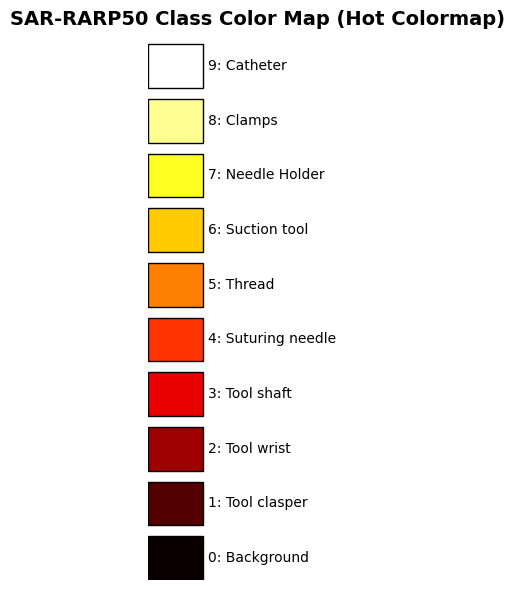 SAR-RARP50 Class Color Map (Hot Colormap)
9: Catheter
8: Clamps
7: Needle Holder
6: Suction tool
5: Thread
4: Suturing needle
3: Tool shaft
2: Tool wrist
1: Tool clasper
0: Background